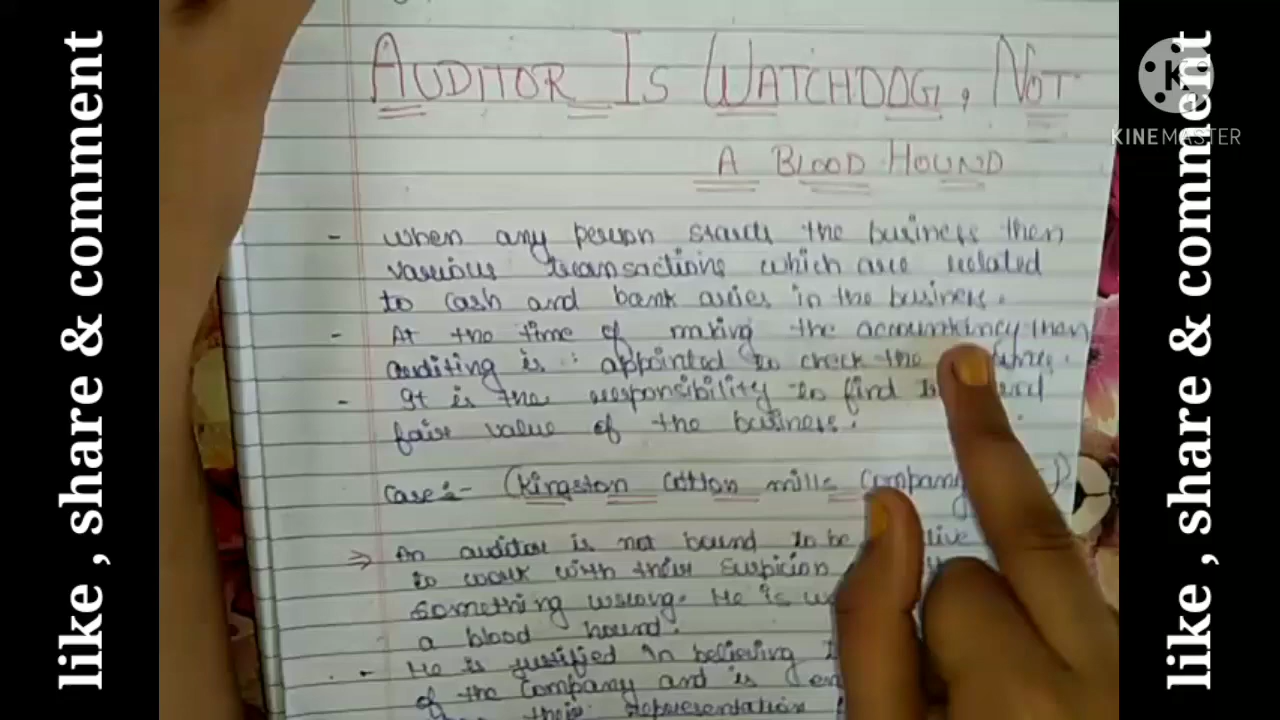 AUDITOR IS WATCHDOG, NOT
A BLOOD HOUND
- When any person starts the business then
various transactions which are related
to cash and bank aries in the business.
- At the time of making the accountancy then
auditing is appointed to check the
- It is the responsibility to find
fair value of the business.
Case:- (Kingston Cotton mills Company
⇒ An auditor is not bound to be
to work with their suspicion
something wrong. He is
a blood hound.
- He is justified in believing
of the Company and is
their representation
like , share & comment
like , share & comment
K
KINEMASTER